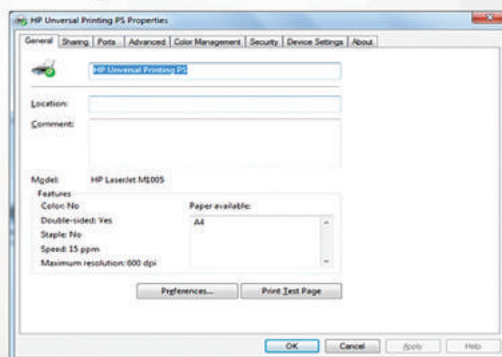 HP Unversal Printing PS Properties
General Sharing Ports Advanced Color Management Security Device Settings About
HP Unversal Printing PS
Location:
Comment:
Model: HP LaserJet M1005
Features
Color: No Paper available:
Double-sided: Yes A4
Staple: No
Speed: 15 ppm
Maximum resolution: 600 dpi
Preferences... Print Test Page
OK Cancel Apply Help